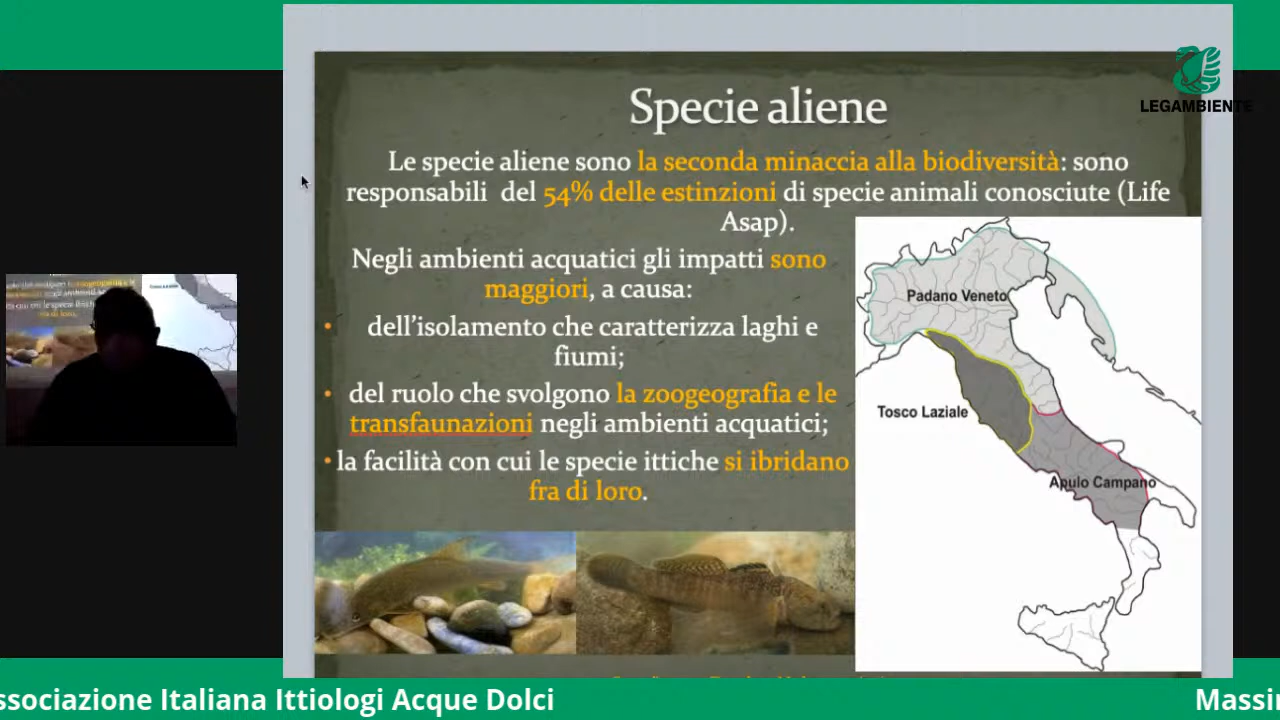 Specie aliene
LEGAMBIENTE
Le specie aliene sono la seconda minaccia alla biodiversità: sono
responsabili del 54% delle estinzioni di specie animali conosciute (Life
Asap).
Negli ambienti acquatici gli impatti sono
maggiori, a causa:
• dell'isolamento che caratterizza laghi e
fiumi;
• del ruolo che svolgono la zoogeografia e le
transfaunazioni negli ambienti acquatici;
• la facilità con cui le specie ittiche si ibridano
fra di loro.
Padano Veneto
Tosco Laziale
Apulo Campano
ssociazione Italiana Ittiologi Acque Dolci
Massi